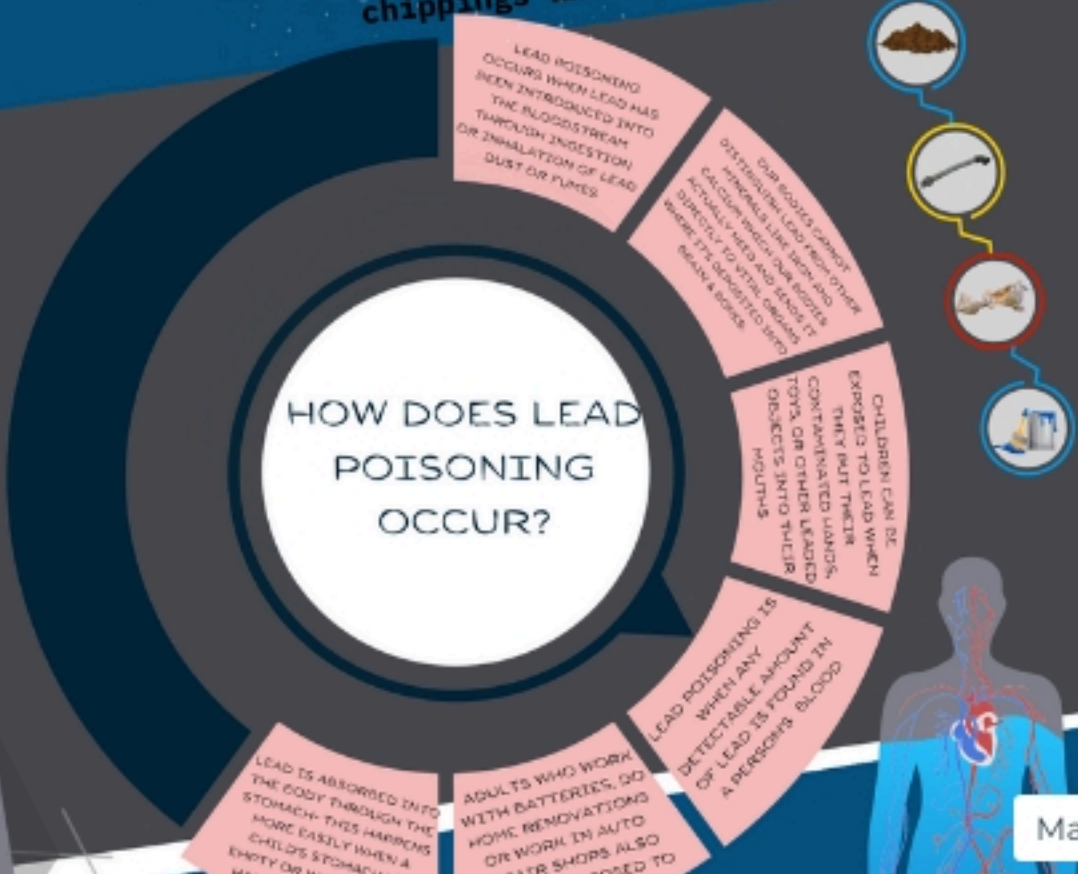 chippings
HOW DOES LEAD
POISONING
OCCUR?
LEAD POISONING
OCCURS WHEN LEAD HAS
BEEN INTRODUCED INTO
THE BLOODSTREAM
THROUGH INGESTION
OR INHALATION OF LEAD
DUST OR FUMES
OUR BODIES CANNOT
DISTINGUISH LEAD FROM OTHER
MINERALS LIKE IRON AND
CALCIUM WHICH OUR BODIES
ACTUALLY NEED AND SENDS IT
DIRECTLY TO VITAL ORGANS
WHERE ITS DEPOSITED INTO
BRAIN & BONES
CHILDREN CAN BE
EXPOSED TO LEAD WHEN
THEY PUT THEIR
CONTAMINATED HANDS,
TOYS, OR OTHER LEADED
OBJECTS INTO THEIR
MOUTHS
LEAD POISONING IS
WHEN ANY
DETECTABLE AMOUNT
OF LEAD IS FOUND IN
A PERSONS BLOOD
ADULTS WHO WORK
WITH BATTERIES, DO
HOME RENOVATIONS
OR WORK IN AUTO
SHOPS ALSO
TO
LEAD IS ABSORBED INTO
THE BODY THROUGH THE
STOMACH- THIS HAPPENS
MORE EASILY WHEN A
CHILD'S STOMACH
EMPTY OR
Ma